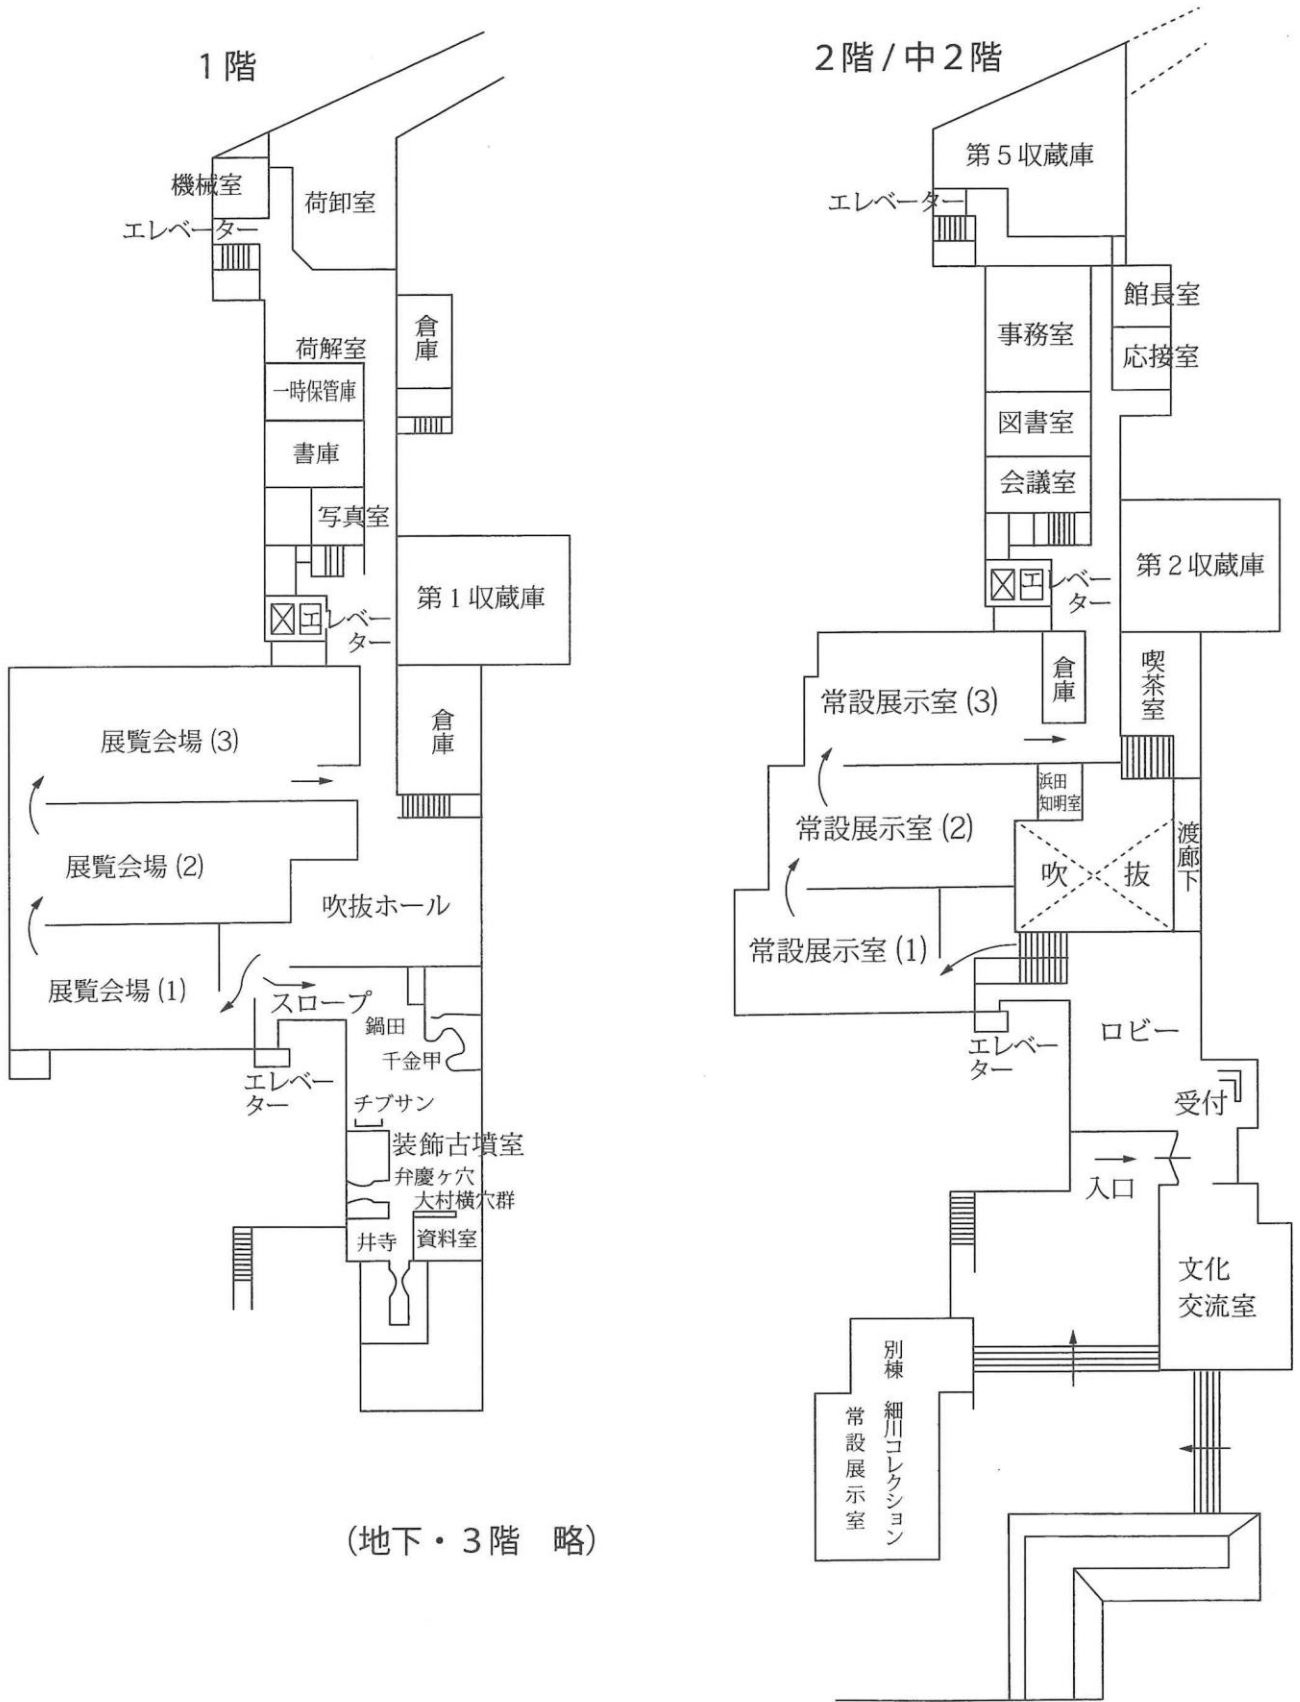 1階
機械室
荷卸室
エレベーター
倉庫
荷解室
一時保管庫
書庫
写真室
第1収蔵庫
エレベー
ター
倉庫
展覧会場(3)
展覧会場(2)
吹抜ホール
展覧会場(1)
スロープ
鍋田
千金甲
エレベー
ター
チブサン
装飾古墳室
弁慶ヶ穴
大村横穴群
井寺
資料室
(地下・3階 略)
2階/中2階
第5収蔵庫
エレベーター
館長室
事務室
応接室
図書室
会議室
第2収蔵庫
エレベー
ター
倉庫
喫茶室
常設展示室(3)
浜田
知明室
常設展示室(2)
渡廊下
吹 抜
常設展示室(1)
ロビー
エレベー
ター
受付
入口
文化
交流室
別棟 細川コレクション
常設展示室